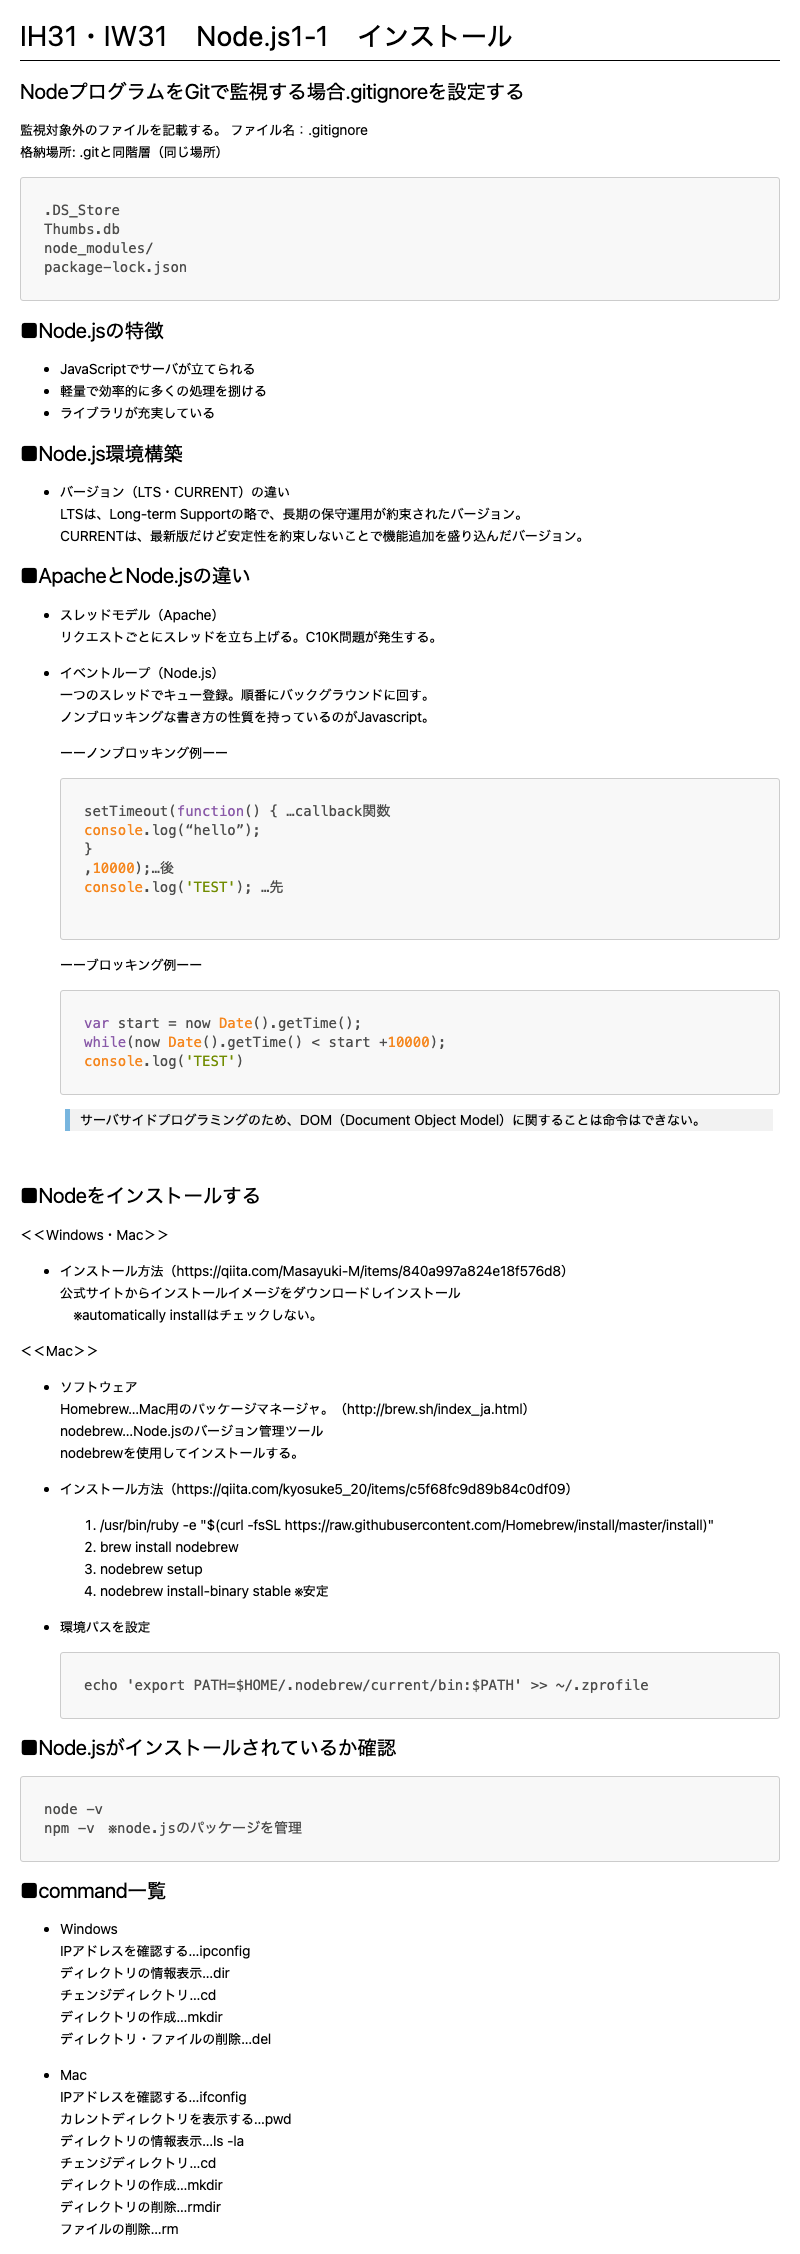 IH31・IW31　Node.js1-1　インストール
NodeプログラムをGitで監視する場合.gitignoreを設定する
監視対象外のファイルを記載する。 ファイル名：.gitignore
格納場所: .gitと同階層（同じ場所）
.DS_Store
Thumbs.db
node_modules/
package-lock.json
■Node.jsの特徴
JavaScriptでサーバが立てられる
軽量で効率的に多くの処理を捌ける
ライブラリが充実している
■Node.js環境構築
バージョン（LTS・CURRENT）の違い
LTSは、Long-term Supportの略で、長期の保守運用が約束されたバージョン。
CURRENTは、最新版だけど安定性を約束しないことで機能追加を盛り込んだバージョン。
■ApacheとNode.jsの違い
スレッドモデル（Apache）
リクエストごとにスレッドを立ち上げる。C10K問題が発生する。
イベントループ（Node.js）
一つのスレッドでキュー登録。順番にバックグラウンドに回す。
ノンブロッキングな書き方の性質を持っているのがJavascript。
ーーノンブロッキング例ーー
setTimeout(function() { …callback関数
console.log(“hello”);
}
,10000);…後
console.log('TEST'); …先
ーーブロッキング例ーー
var start = now Date().getTime();
while(now Date().getTime() < start +10000);
console.log('TEST')
サーバサイドプログラミングのため、DOM（Document Object Model）に関することは命令はできない。
■Nodeをインストールする
＜＜Windows・Mac＞＞
インストール方法（https://qiita.com/Masayuki-M/items/840a997a824e18f576d8）
公式サイトからインストールイメージをダウンロードしインストール
※automatically installはチェックしない。
＜＜Mac＞＞
ソフトウェア
Homebrew…Mac用のパッケージマネージャ。（http://brew.sh/index_ja.html）
nodebrew…Node.jsのバージョン管理ツール
nodebrewを使用してインストールする。
インストール方法（https://qiita.com/kyosuke5_20/items/c5f68fc9d89b84c0df09）
1. /usr/bin/ruby -e "$(curl -fsSL https://raw.githubusercontent.com/Homebrew/install/master/install)"
2. brew install nodebrew
3. nodebrew setup
4. nodebrew install-binary stable ※安定
環境パスを設定
echo 'export PATH=$HOME/.nodebrew/current/bin:$PATH' >> ~/.zprofile
■Node.jsがインストールされているか確認
node -v
npm -v　※node.jsのパッケージを管理
■command一覧
Windows
IPアドレスを確認する…ipconfig
ディレクトリの情報表示…dir
チェンジディレクトリ…cd
ディレクトリの作成…mkdir
ディレクトリ・ファイルの削除…del
Mac
IPアドレスを確認する…ifconfig
カレントディレクトリを表示する…pwd
ディレクトリの情報表示…ls -la
チェンジディレクトリ…cd
ディレクトリの作成…mkdir
ディレクトリの削除…rmdir
ファイルの削除…rm